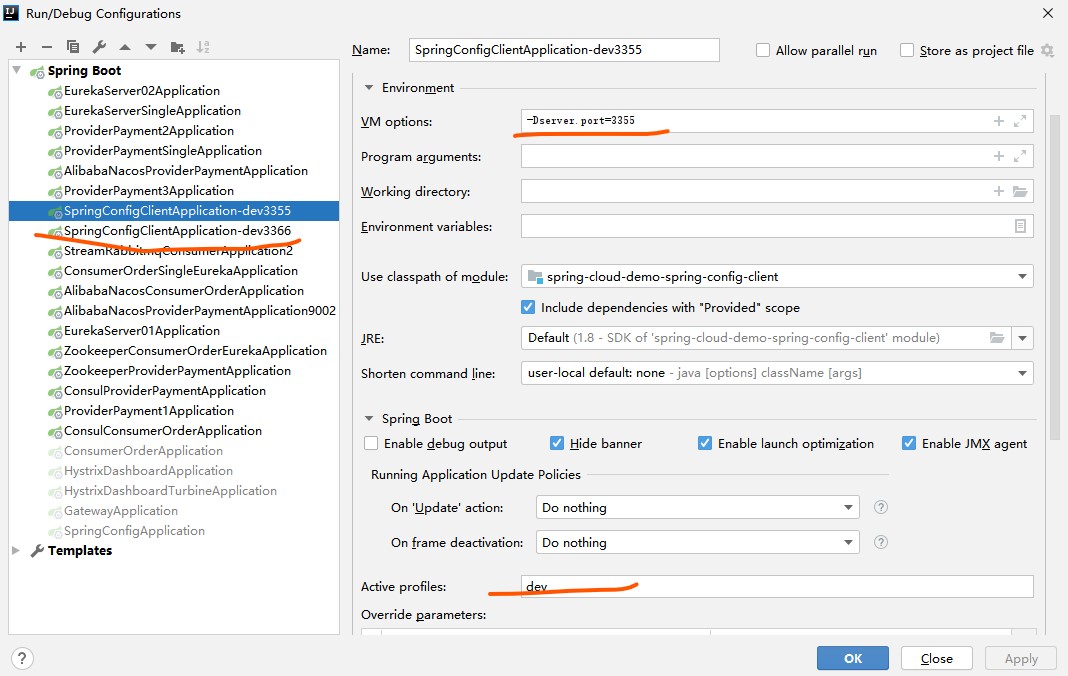 Run/Debug Configurations
Name: SpringConfigClientApplication-dev3355 Allow parallel run Store as project file
Spring Boot
EurekaServer02Application
EurekaServerSingleApplication
ProviderPayment2Application
ProviderPaymentSingleApplication
AlibabaNacosProviderPaymentApplication
ProviderPayment3Application
SpringConfigClientApplication-dev3355
SpringConfigClientApplication-dev3366
StreamRabbitmqConsumerApplication2
ConsumerOrderSingleEurekaApplication
AlibabaNacosConsumerOrderApplication
AlibabaNacosProviderPaymentApplication9002
EurekaServer01Application
ZookeeperConsumerOrderEurekaApplication
ZookeeperProviderPaymentApplication
ConsulProviderPaymentApplication
ProviderPayment1Application
ConsulConsumerOrderApplication
ConsumerOrderApplication
HystrixDashboardApplication
HystrixDashboardTurbineApplication
GatewayApplication
SpringConfigApplication
Templates
Environment
VM options: -Dserver.port=3355
Program arguments:
Working directory:
Environment variables:
Use classpath of module: spring-cloud-demo-spring-config-client
Include dependencies with "Provided" scope
JRE: Default (1.8 - SDK of 'spring-cloud-demo-spring-config-client' module)
Shorten command line: user-local default: none - java [options] className [args]
Spring Boot
Enable debug output Hide banner Enable launch optimization Enable JMX agent
Running Application Update Policies
On 'Update' action: Do nothing ?
On frame deactivation: Do nothing ?
Active profiles: dev
Override parameters:
? OK Close Apply